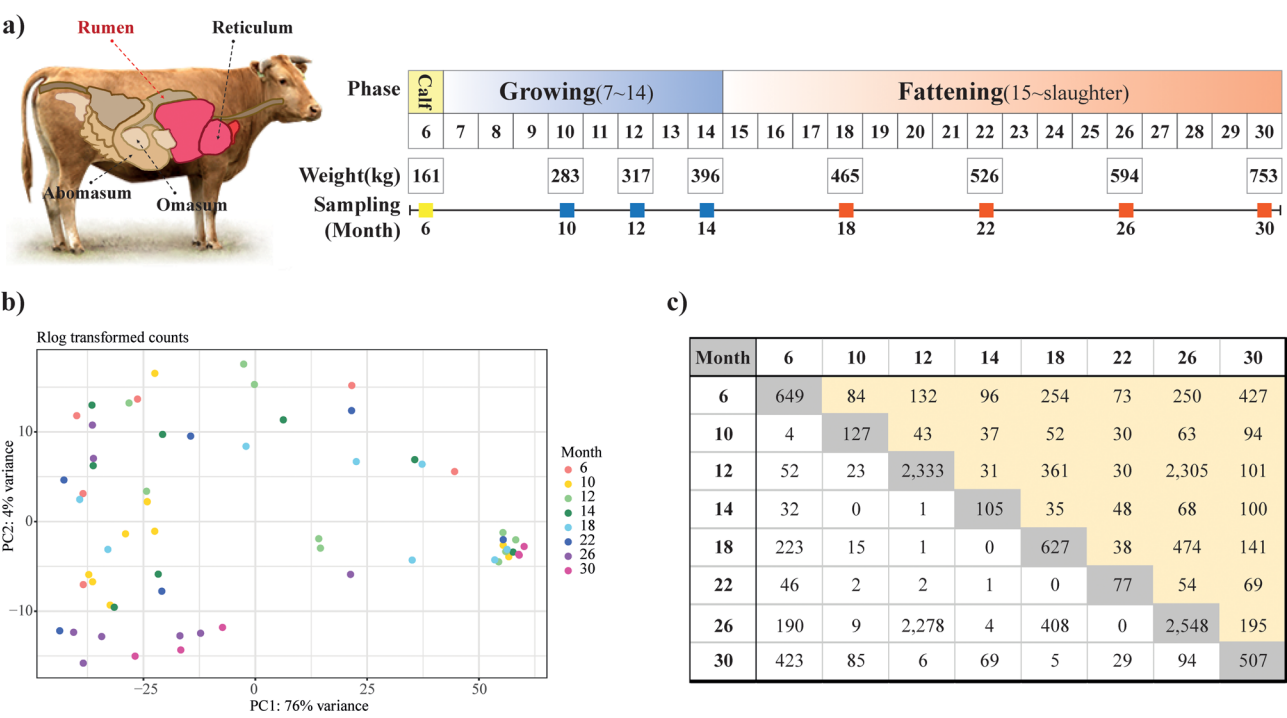 a)
Rumen
Reticulum
Abomasum
Omasum
Phase
Calf
Growing(7~14)
Fattening(15~slaughter)
6 7 8 9 10 11 12 13 14 15 16 17 18 19 20 21 22 23 24 25 26 27 28 29 30
Weight(kg) 161 283 317 396 465 526 594 753
Sampling
(Month) 6 10 12 14 18 22 26 30
b)
Rlog transformed counts
PC2: 4% variance
10
0
−10
−25 0 25 50
PC1: 76% variance
Month
6
10
12
14
18
22
26
30
c)
Month 6 10 12 14 18 22 26 30
6 649 84 132 96 254 73 250 427
10 4 127 43 37 52 30 63 94
12 52 23 2,333 31 361 30 2,305 101
14 32 0 1 105 35 48 68 100
18 223 15 1 0 627 38 474 141
22 46 2 2 1 0 77 54 69
26 190 9 2,278 4 408 0 2,548 195
30 423 85 6 69 5 29 94 507